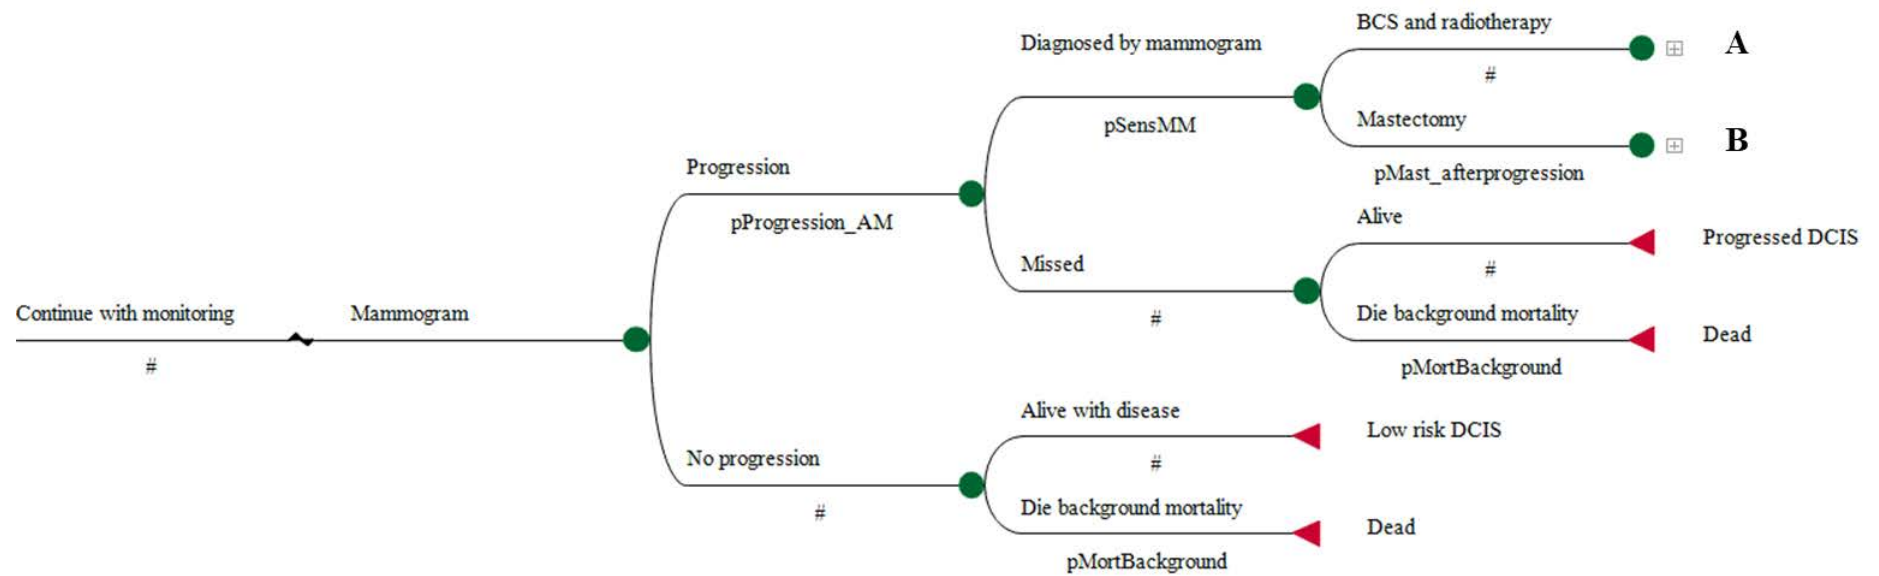 BCS and radiotherapy
A
#
Diagnosed by mammogram
pSensMM
Mastectomy
B
pMast_afterprogression
Progression
pProgression_AM
Alive
Progressed DCIS
#
Missed
#
Die background mortality
Dead
pMortBackground
Continue with monitoring
#
Mammogram
Alive with disease
Low risk DCIS
#
No progression
#
Die background mortality
Dead
pMortBackground